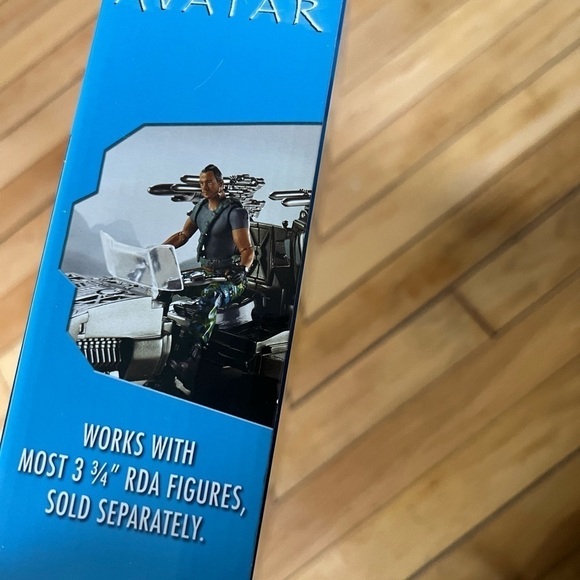 AVATAR
WORKS WITH
MOST 3 ¾" RDA FIGURES,
SOLD SEPARATELY.